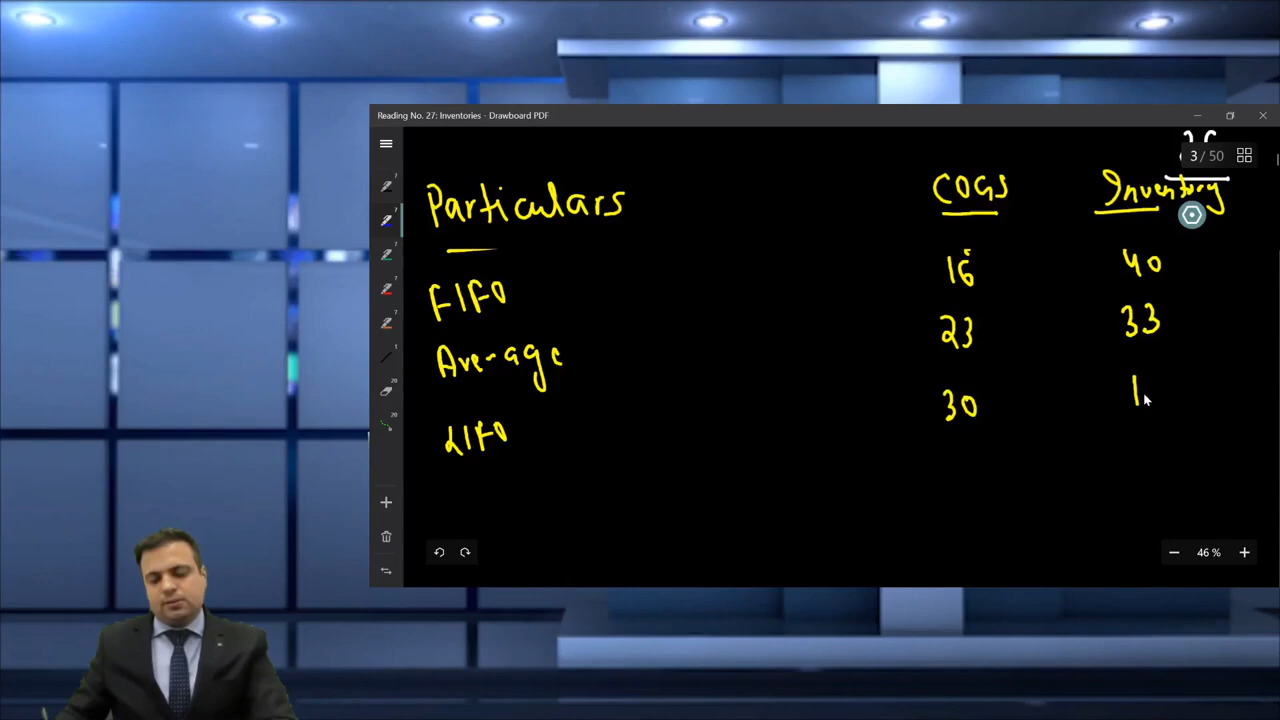 Reading No. 27: Inventories - Drawboard PDF
3 / 50
Particulars COGS Inventory
FIFO 16 40
Average 23 33
LIFO 30 1
46 %